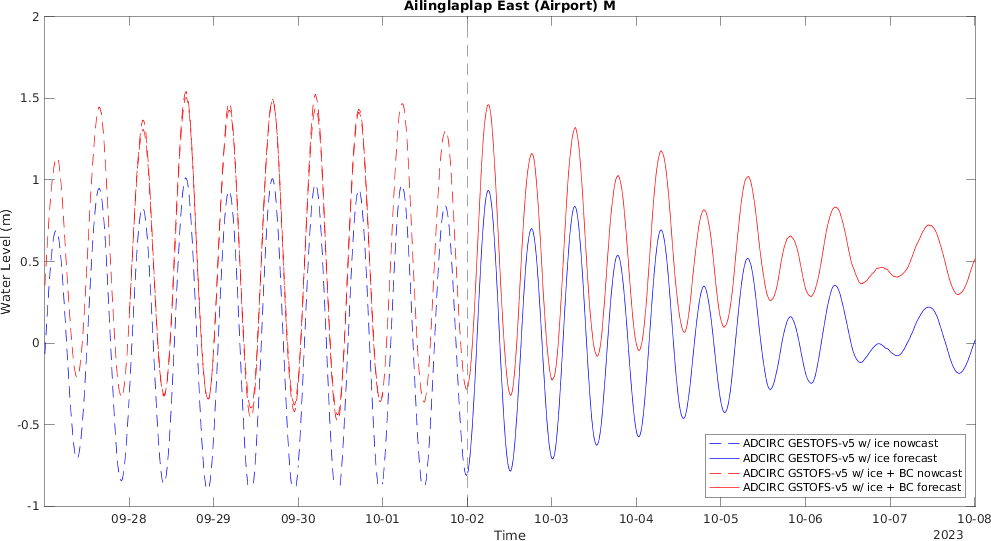 Ailinglaplap East (Airport) M
2
1.5
1
0.5
0
-0.5
-1
Water Level (m)
09-28 09-29 09-30 10-01 10-02 10-03 10-04 10-05 10-06 10-07 10-08
Time
2023
ADCIRC GESTOFS-v5 w/ ice nowcast
ADCIRC GESTOFS-v5 w/ ice forecast
ADCIRC GSTOFS-v5 w/ ice + BC nowcast
ADCIRC GSTOFS-v5 w/ ice + BC forecast